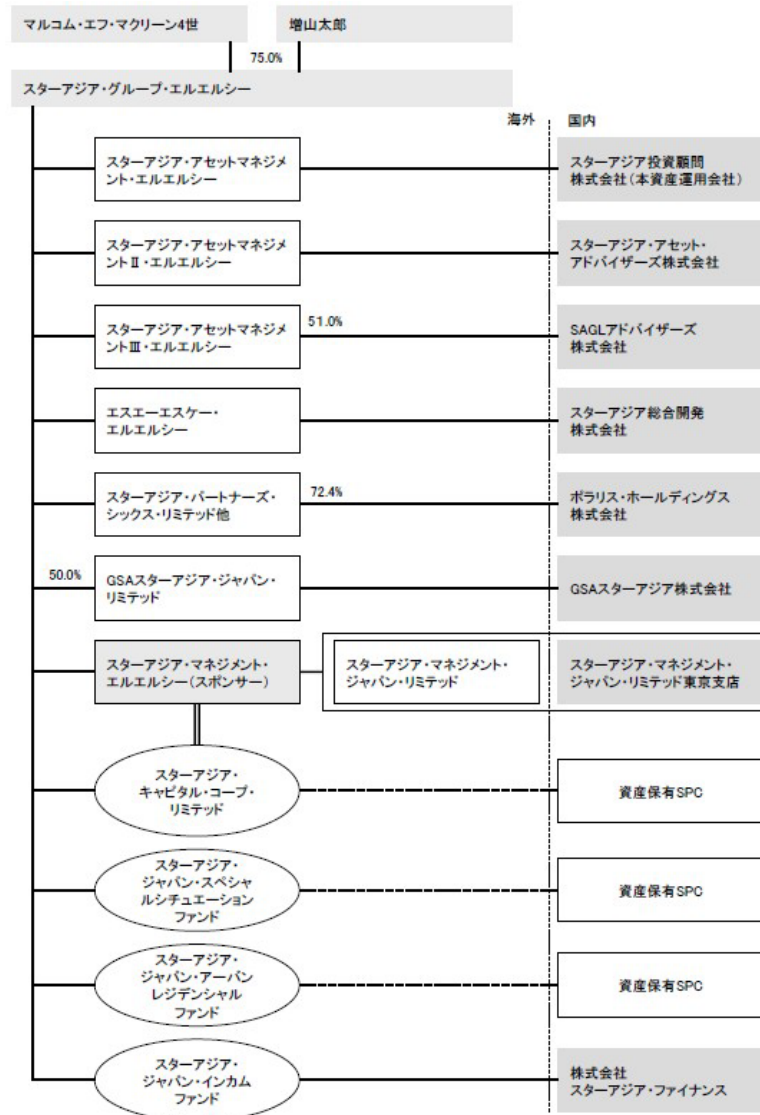 マルコム・エフ・マクリーン4世
増山太郎
75.0%
スターアジア・グループ・エルエルシー
海外
国内
スターアジア・アセットマネジメ
ント・エルエルシー
スターアジア投資顧問
株式会社(本資産運用会社)
スターアジア・アセットマネジメ
ントⅡ・エルエルシー
スターアジア・アセット・
アドバイザーズ株式会社
スターアジア・アセットマネジメ
ントⅢ・エルエルシー
51.0%
SAGLアドバイザーズ
株式会社
エスエーエスケー・
エルエルシー
スターアジア総合開発
株式会社
スターアジア・パートナーズ・
シックス・リミテッド他
72.4%
ポラリス・ホールディングス
株式会社
50.0%
GSAスターアジア・ジャパン・
リミテッド
GSAスターアジア株式会社
スターアジア・マネジメント・
エルエルシー(スポンサー)
スターアジア・マネジメント・
ジャパン・リミテッド
スターアジア・マネジメント・
ジャパン・リミテッド東京支店
スターアジア・
キャピタル・コープ・
リミテッド
資産保有SPC
スターアジア・
ジャパン・スペシャ
ルシチュエーション
ファンド
資産保有SPC
スターアジア・
ジャパン・アーバン
レジデンシャル
ファンド
資産保有SPC
スターアジア・
ジャパン・インカム
ファンド
株式会社
スターアジア・ファイナンス